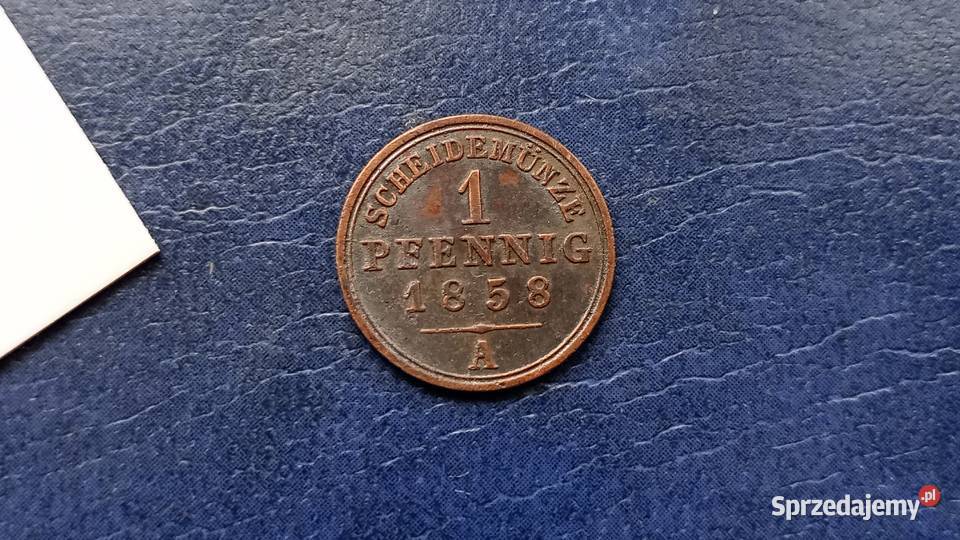 SCHEIDEMÜNZE
1
PFENNIG
1858
A
Sprzedajemy.pl